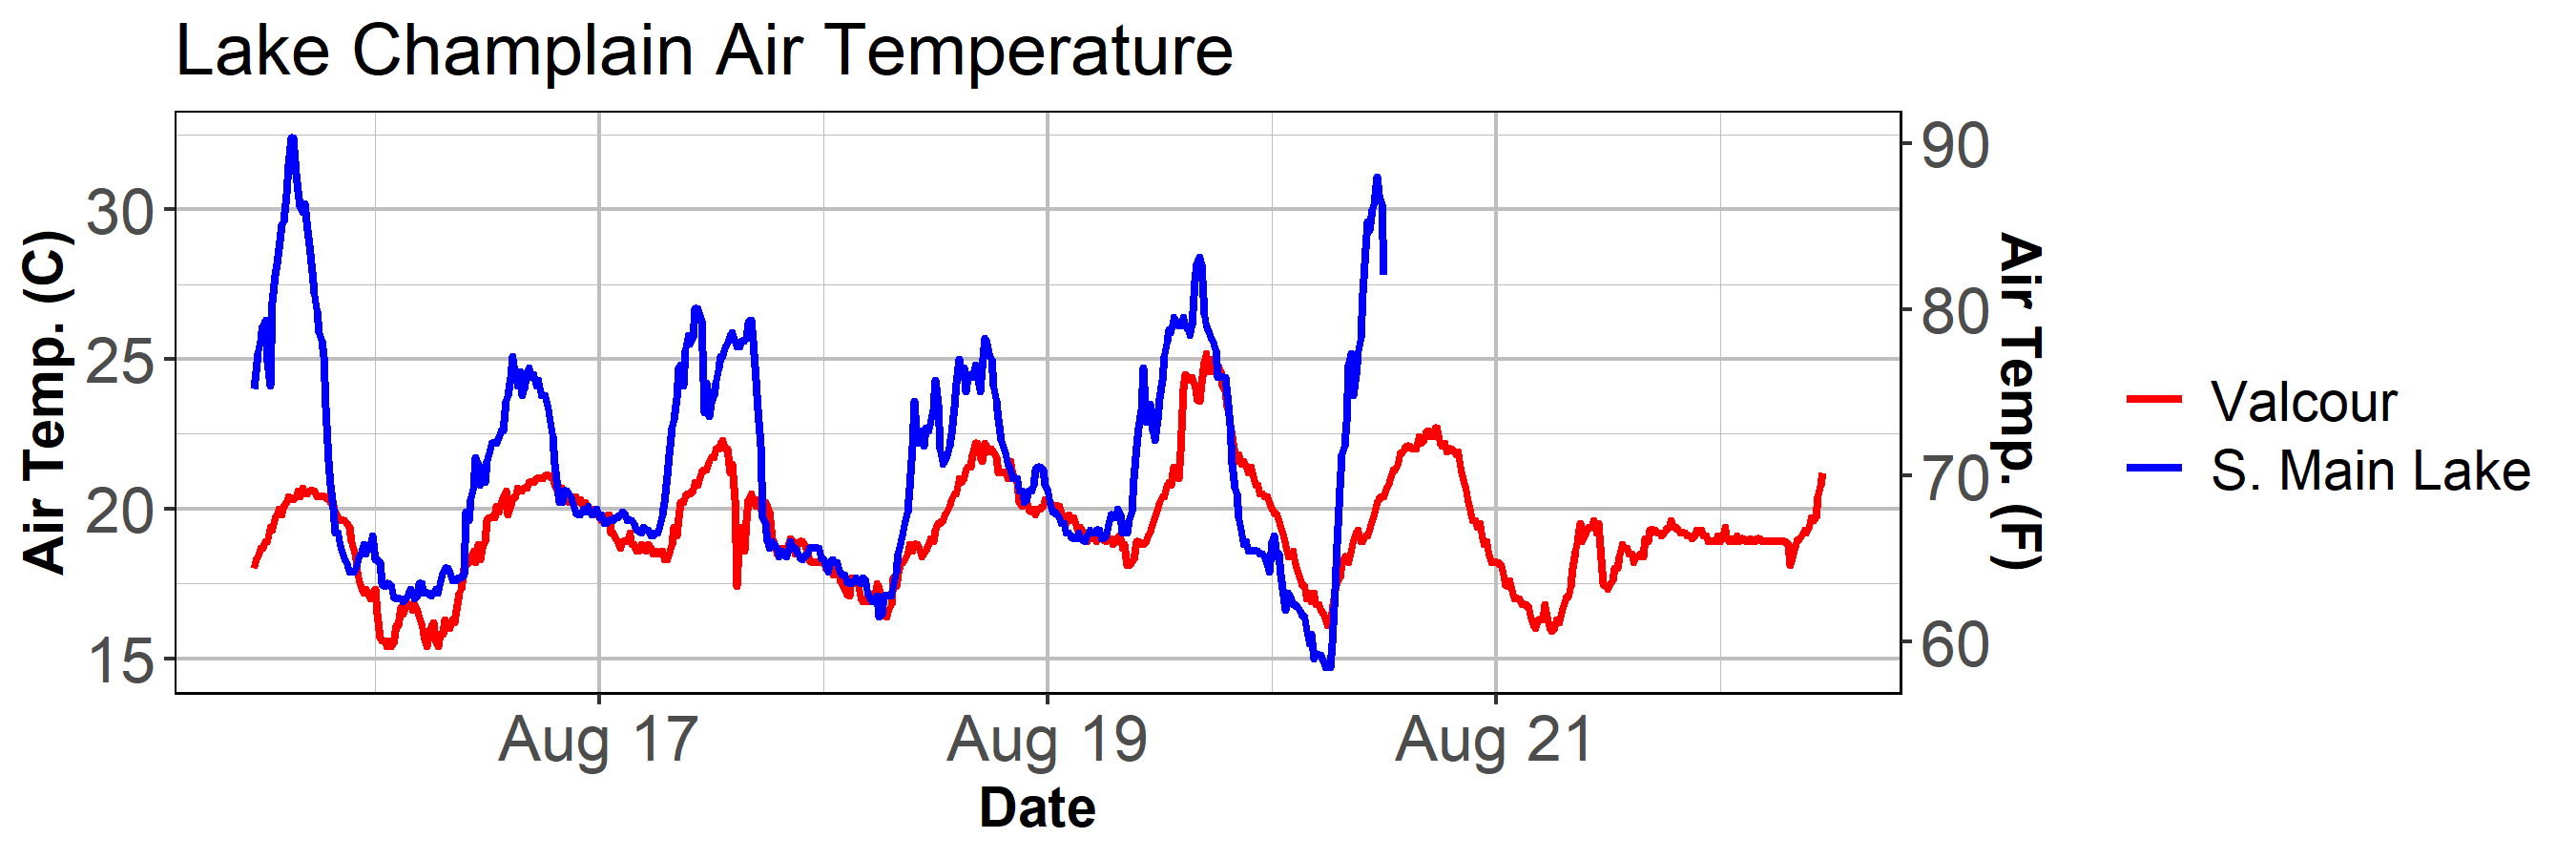 Lake Champlain Air Temperature
Air Temp. (C)
30
25
20
15
90
80
70
60
Air Temp. (F)
Aug 17
Aug 19
Aug 21
Date
Valcour
S. Main Lake